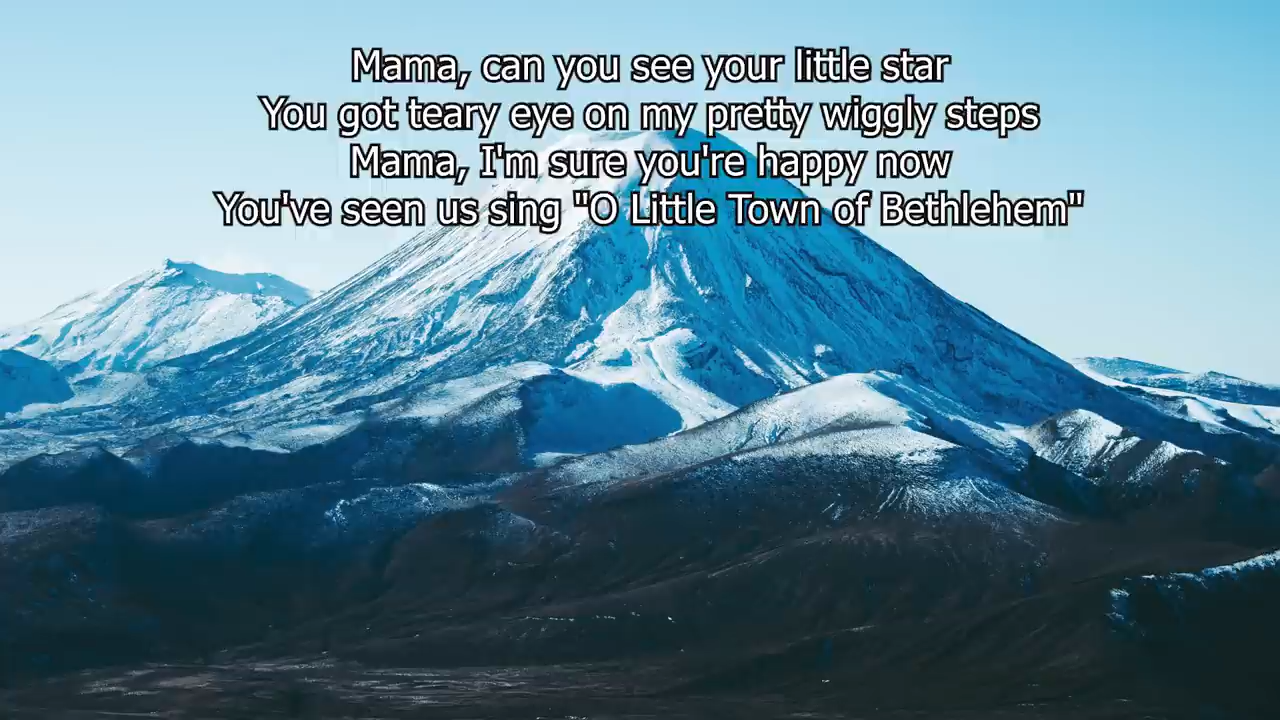 Mama, can you see your little star
You got teary eye on my pretty wiggly steps
Mama, I'm sure you're happy now
You've seen us sing "O Little Town of Bethlehem"